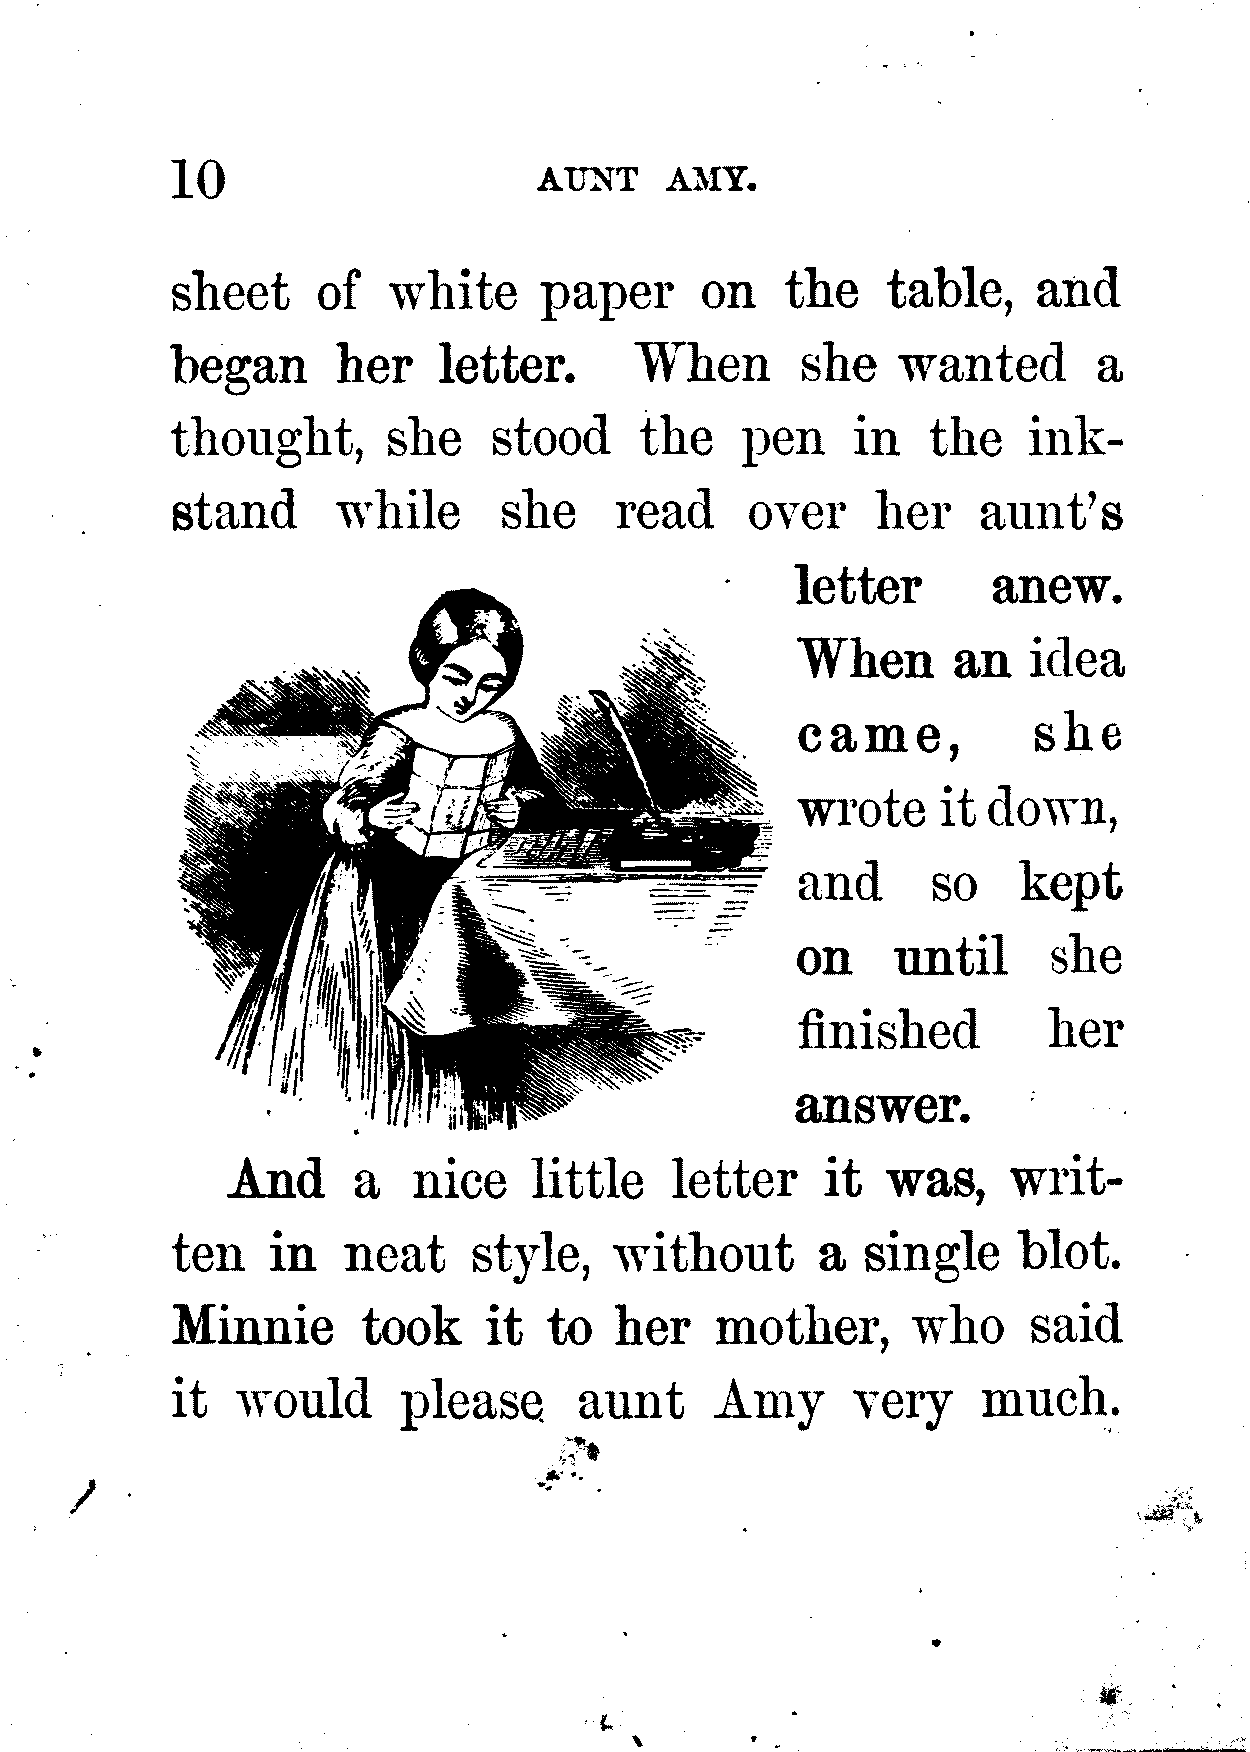 10 AUNT AMY.
sheet of white paper on the table, and
began her letter. When she wanted a
thought, she stood the pen in the ink-
stand while she read over her aunt's
letter anew.
When an idea
came, she
wrote it down,
and so kept
on until she
finished her
answer.
And a nice little letter it was, writ-
ten in neat style, without a single blot.
Minnie took it to her mother, who said
it would please aunt Amy very much.